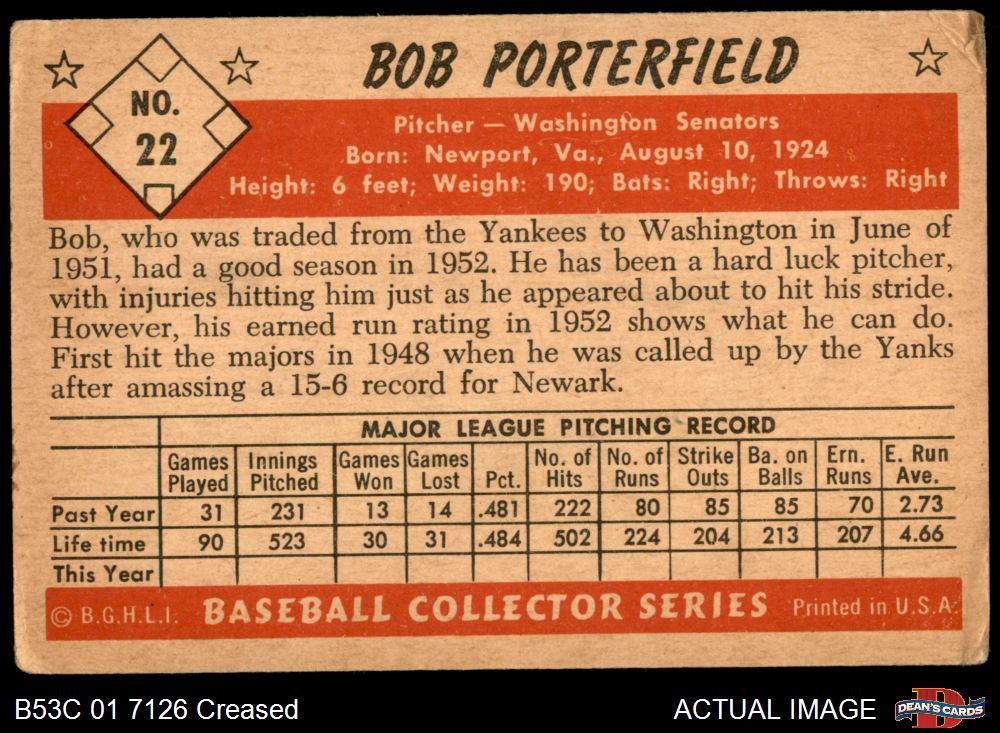 BOB PORTERFIELD
NO.
22
Pitcher — Washington Senators
Born: Newport, Va., August 10, 1924
Height: 6 feet; Weight: 190; Bats: Right; Throws: Right
Bob, who was traded from the Yankees to Washington in June of
1951, had a good season in 1952. He has been a hard luck pitcher,
with injuries hitting him just as he appeared about to hit his stride.
However, his earned run rating in 1952 shows what he can do.
First hit the majors in 1948 when he was called up by the Yanks
after amassing a 15-6 record for Newark.
MAJOR LEAGUE PITCHING RECORD
Games Played Innings Pitched Games Won Games Lost Pct. No. of Hits No. of Runs Strike Outs Ba. on Balls Ern. Runs E. Run Ave.
Past Year 31 231 13 14 .481 222 80 85 85 70 2.73
Life time 90 523 30 31 .484 502 224 204 213 207 4.66
This Year
© B.G.H.L.I. BASEBALL COLLECTOR SERIES Printed in U.S.A.
B53C 01 7126 Creased ACTUAL IMAGE DEAN'S CARDS